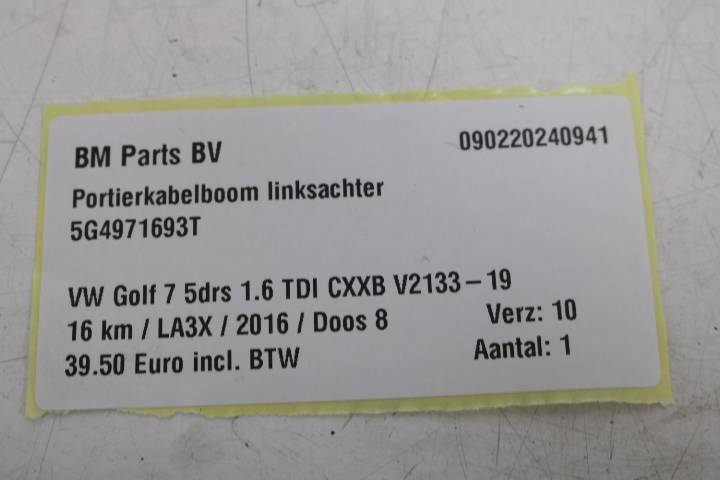 BM Parts BV 090220240941
Portierkabelboom linksachter
5G4971693T
VW Golf 7 5drs 1.6 TDI CXXB V2133-19
16 km / LA3X / 2016 / Doos 8 Verz: 10
39.50 Euro incl. BTW Aantal: 1